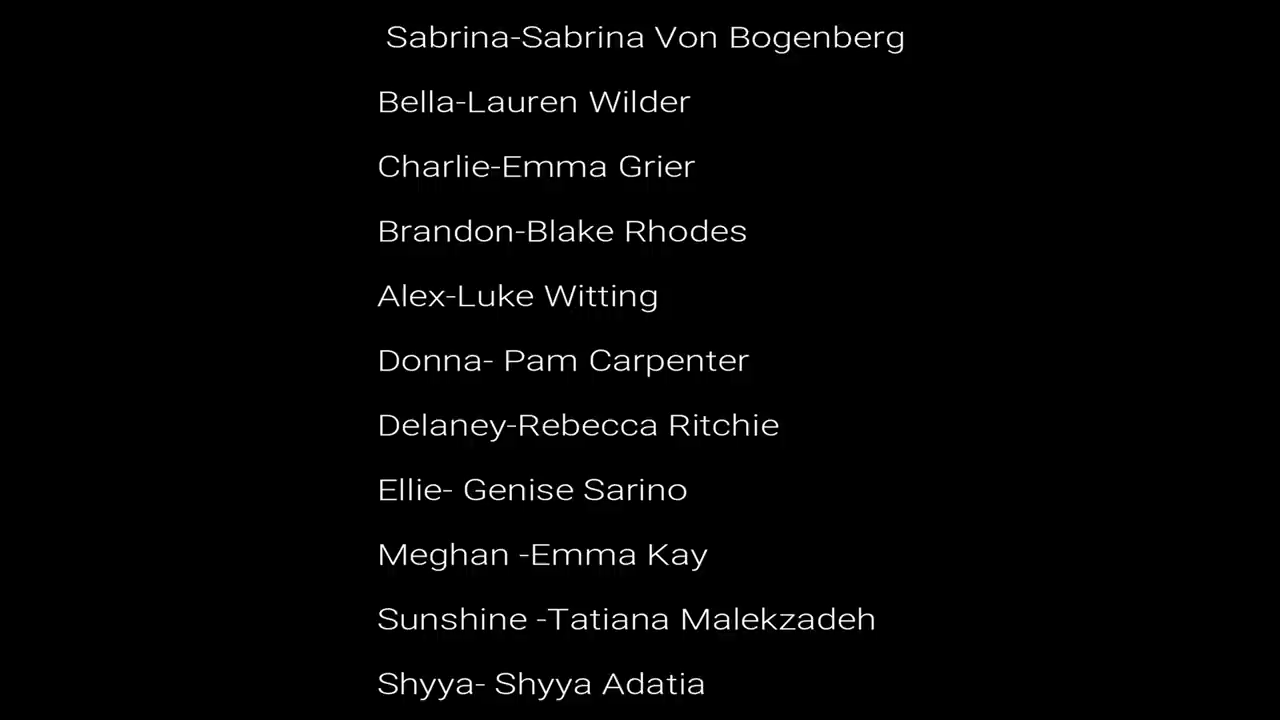 Sabrina-Sabrina Von Bogenberg
Bella-Lauren Wilder
Charlie-Emma Grier
Brandon-Blake Rhodes
Alex-Luke Witting
Donna- Pam Carpenter
Delaney-Rebecca Ritchie
Ellie- Genise Sarino
Meghan -Emma Kay
Sunshine -Tatiana Malekzadeh
Shyya- Shyya Adatia